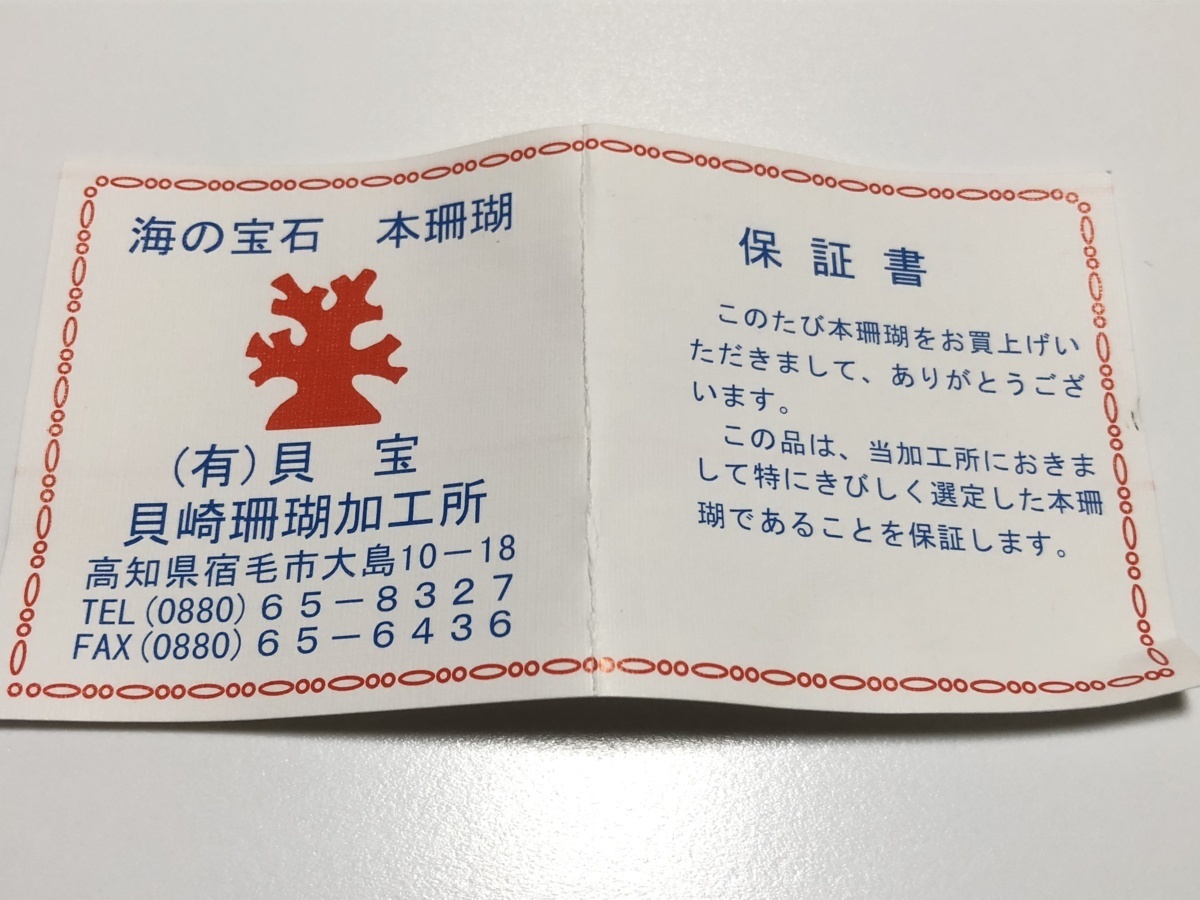 海の宝石　本珊瑚
(有)貝　宝
貝崎珊瑚加工所
高知県宿毛市大島10－18
TEL(0880)６５－８３２７
FAX(0880)６５－６４３６
保 証 書
このたび本珊瑚をお買上げい
ただきまして、ありがとうござ
います。
この品は、当加工所におきま
して特にきびしく選定した本珊
瑚であることを保証します。